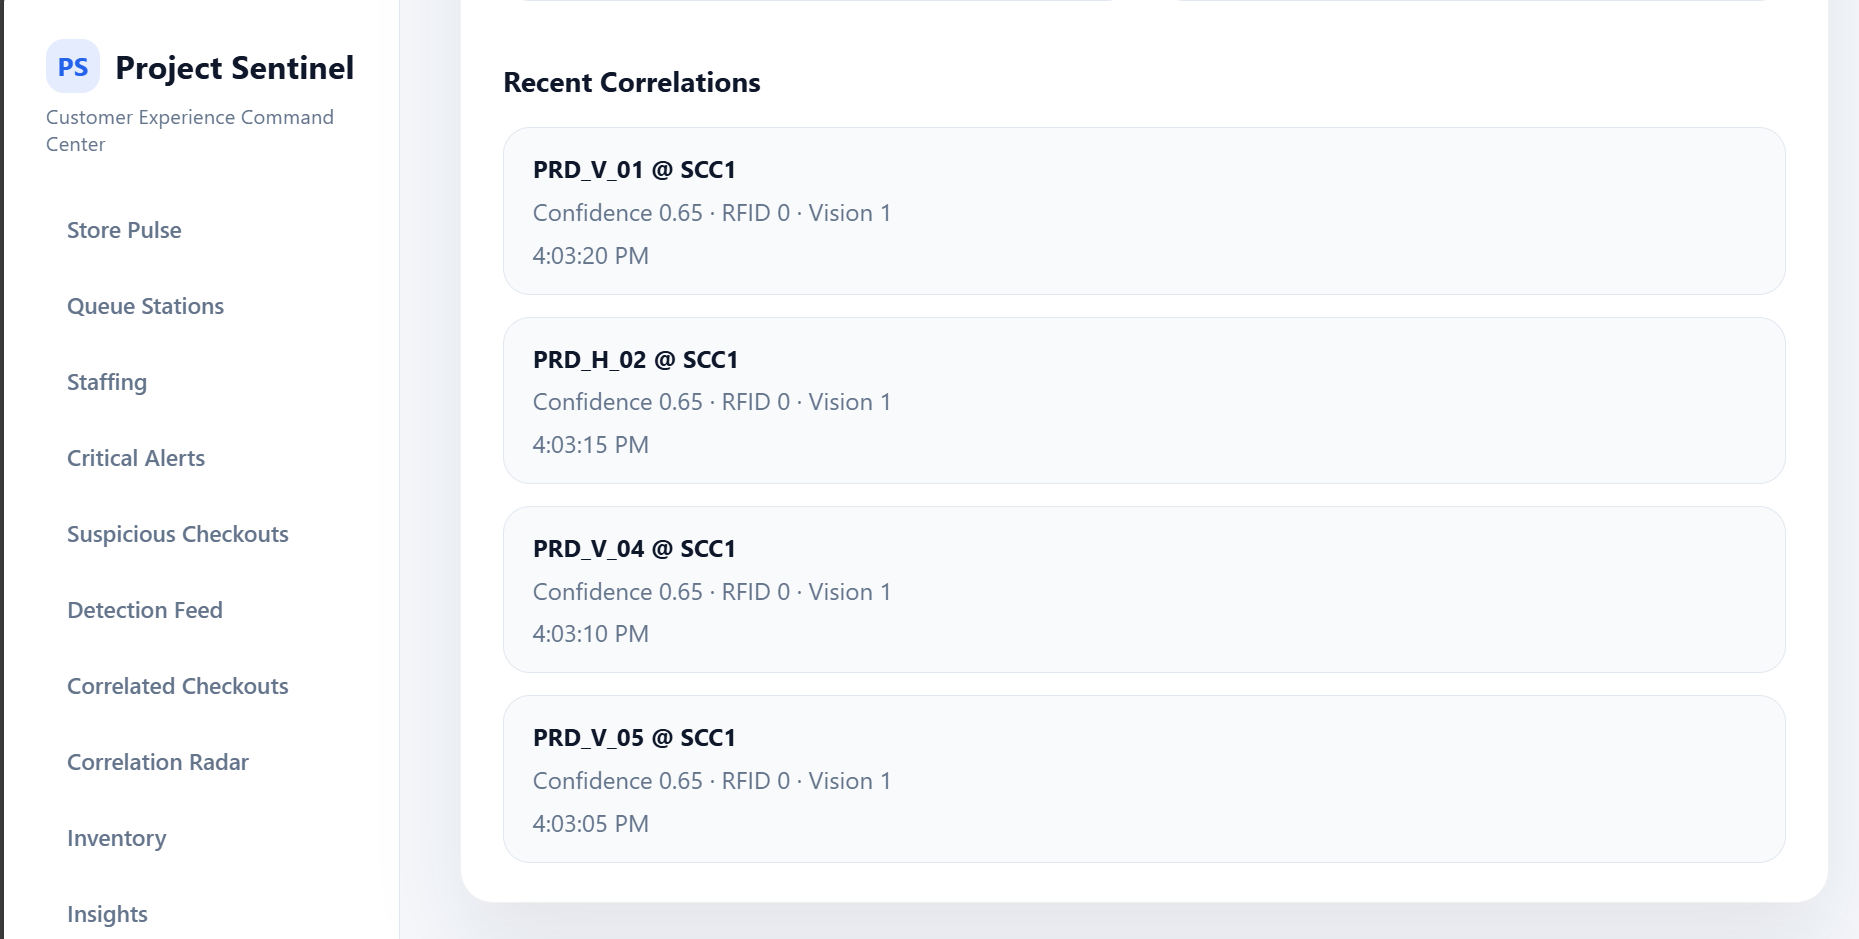 PS
Project Sentinel
Customer Experience Command
Center
Store Pulse
Queue Stations
Staffing
Critical Alerts
Suspicious Checkouts
Detection Feed
Correlated Checkouts
Correlation Radar
Inventory
Insights
Recent Correlations
PRD_V_01 @ SCC1
Confidence 0.65 · RFID 0 · Vision 1
4:03:20 PM
PRD_H_02 @ SCC1
Confidence 0.65 · RFID 0 · Vision 1
4:03:15 PM
PRD_V_04 @ SCC1
Confidence 0.65 · RFID 0 · Vision 1
4:03:10 PM
PRD_V_05 @ SCC1
Confidence 0.65 · RFID 0 · Vision 1
4:03:05 PM